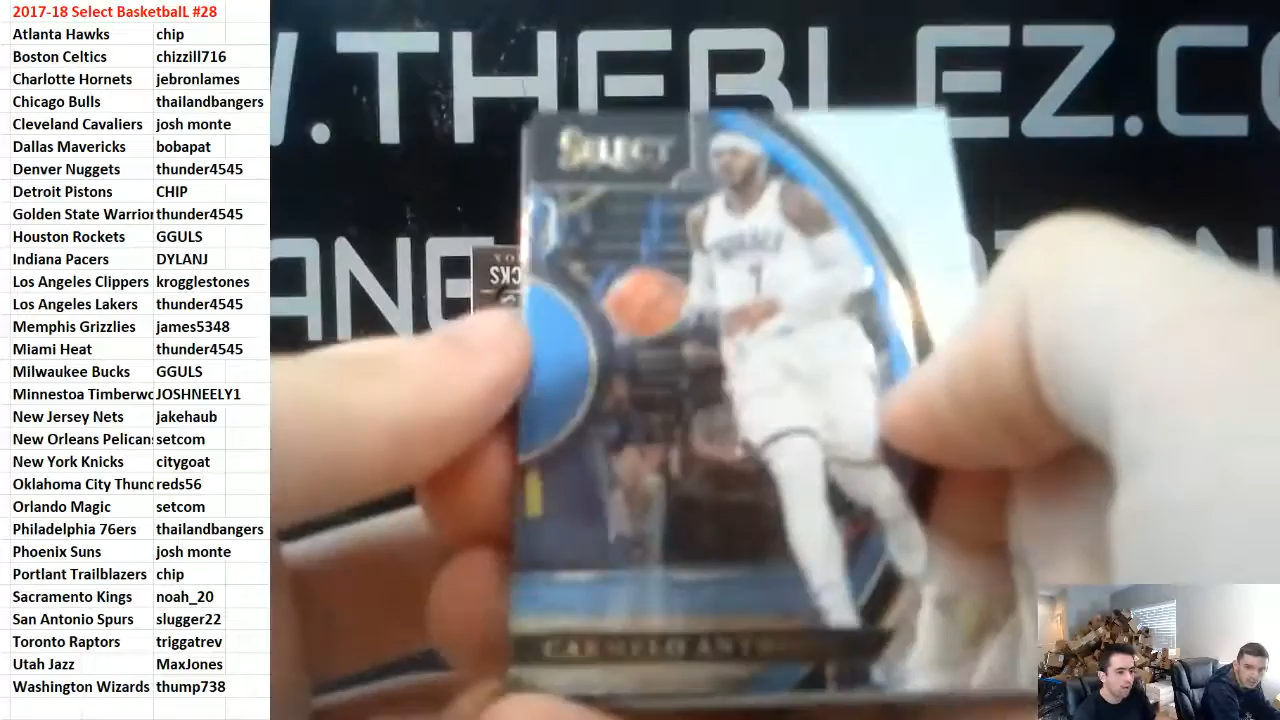 2017-18 Select BasketbalL #28
Atlanta Hawks chip
Boston Celtics chizzill716
Charlotte Hornets jebronlames
Chicago Bulls thailandbangers
Cleveland Cavaliers josh monte
Dallas Mavericks bobapat
Denver Nuggets thunder4545
Detroit Pistons CHIP
Golden State Warrior thunder4545
Houston Rockets GGULS
Indiana Pacers DYLANJ
Los Angeles Clippers krogglestones
Los Angeles Lakers thunder4545
Memphis Grizzlies james5348
Miami Heat thunder4545
Milwaukee Bucks GGULS
Minnestoa Timberwo JOSHNEELY1
New Jersey Nets jakehaub
New Orleans Pelicans setcom
New York Knicks citygoat
Oklahoma City Thund reds56
Orlando Magic setcom
Philadelphia 76ers thailandbangers
Phoenix Suns josh monte
Portlant Trailblazers chip
Sacramento Kings noah_20
San Antonio Spurs slugger22
Toronto Raptors triggatrev
Utah Jazz MaxJones
Washington Wizards thump738
.THEBLEZ.CO
SELECT
CARMELO